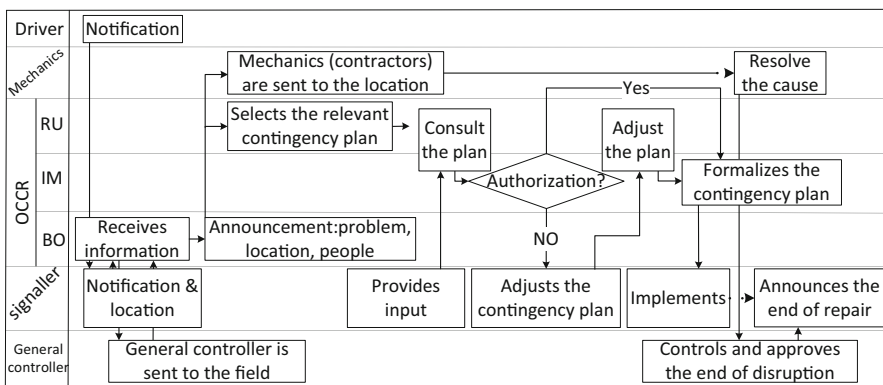 Driver
Notification
Mechanics
Mechanics (contractors)
are sent to the location
Resolve
the cause
Yes
OCCR
RU
Selects the relevant
contingency plan
Consult
the plan
Adjust
the plan
IM
Authorization?
Formalizes the
contingency plan
BO
Receives
information
Announcement:problem,
location, people
NO
signaller
Notification &
location
Provides
input
Adjusts the
contingency plan
Implements
Announces the
end of repair
General
controller
General controller is
sent to the field
Controls and approves
the end of disruption